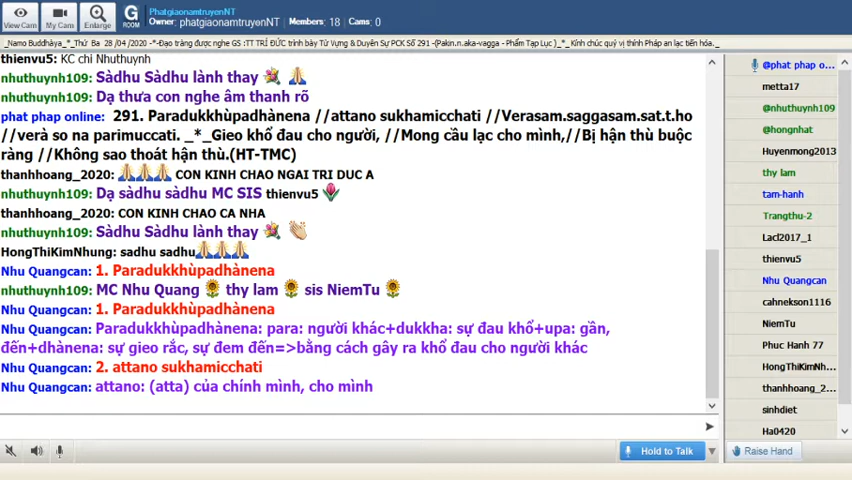 View Cam
My Cam
Enlarge
G
ROOM
PhatgiaonamtruyenNT
Owner: phatgiaonamtruyenNT Members: 18 Cams: 0
_Namo Buddhàya_*_Thứ Ba 28 /04 /2020 -*-Đạo tràng được nghe GS :TT TRÍ ĐỨC trình bày Từ Vựng & Duyên Sự PCK Số 291 -(Pakin.n.aka-vagga - Phẩm Tạp Lục )_*_ Kính chúc quý vị thính Pháp an lạc tiến hóa._
thienvu5: KC chi Nhuthuynh
nhuthuynh109: Sàdhu Sàdhu lành thay
nhuthuynh109: Dạ thưa con nghe âm thanh rõ
phat phap online: 291. Paradukkhùpadhànena //attano sukhamicchati //Verasam.saggasam.sat.t.ho
//verà so na parimuccati. _*_Gieo khổ đau cho người, //Mong cầu lạc cho mình,//Bị hận thù buộc
ràng //Không sao thoát hận thù.(HT-TMC)
thanhhoang_2020: CON KINH CHAO NGAI TRI DUC A
nhuthuynh109: Dạ sàdhu sàdhu MC SIS thienvu5
thanhhoang_2020: CON KINH CHAO CA NHA
nhuthuynh109: Sàdhu Sàdhu lành thay
HongThiKimNhung: sadhu sadhu
Nhu Quangcan: 1. Paradukkhùpadhànena
nhuthuynh109: MC Nhu Quang thy lam sis NiemTu
Nhu Quangcan: 1. Paradukkhùpadhànena
Nhu Quangcan: Paradukkhùpadhànena: para: người khác+dukkha: sự đau khổ+upa: gần,
đến+dhànena: sự gieo rắc, sự đem đến=>bằng cách gây ra khổ đau cho người khác
Nhu Quangcan: 2. attano sukhamicchati
Nhu Quangcan: attano: (atta) của chính mình, cho mình
@phat phap o...
metta17
@nhuthuynh109
@hongnhat
Huyenmong2013
thy lam
tam-hanh
Trangthu-2
Lacl2017_1
thienvu5
Nhu Quangcan
cahnekson1116
NiemTu
Phuc Hanh 77
HongThiKimNh...
thanhhoang_2...
sinhdiet
Ha0420
Hold to Talk
Raise Hand